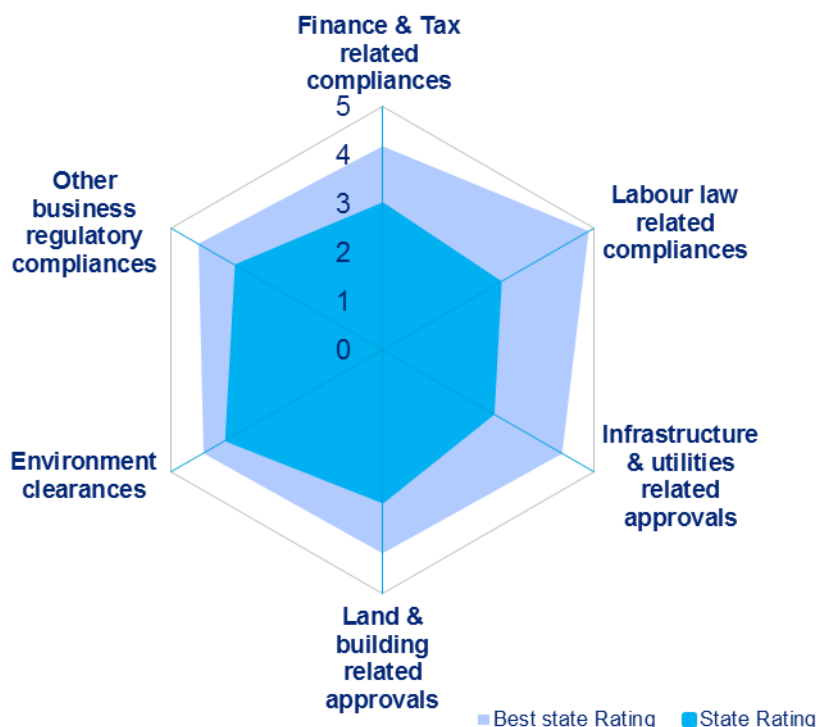 Finance & Tax
related
compliances
5
4
3
2
1
0
Labour law
related
compliances
Infrastructure
& utilities
related
approvals
Land &
building
related
approvals
Environment
clearances
Other
business
regulatory
compliances
Best state Rating
State Rating